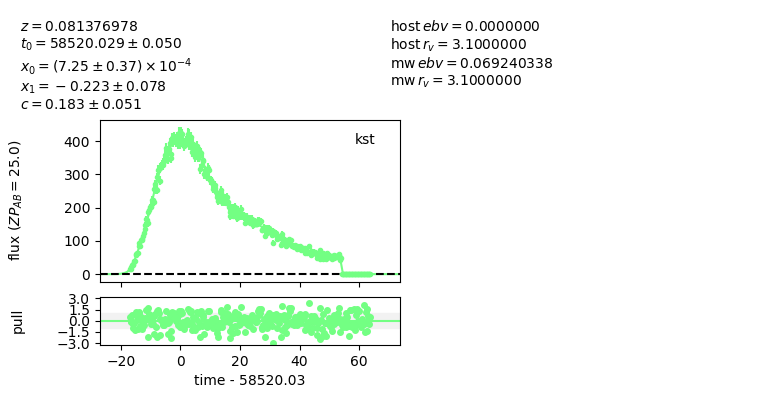 z = 0.081376978
t₀ = 58520.029 ± 0.050
x₀ = (7.25 ± 0.37) × 10⁻⁴
x₁ = −0.223 ± 0.078
c = 0.183 ± 0.051
host ebv = 0.0000000
host r_v = 3.1000000
mw ebv = 0.069240338
mw r_v = 3.1000000
kst
flux (ZP_AB = 25.0)
400
300
200
100
0
pull
3.0
1.5
0.0
−1.5
−3.0
−20 0 20 40 60
time - 58520.03